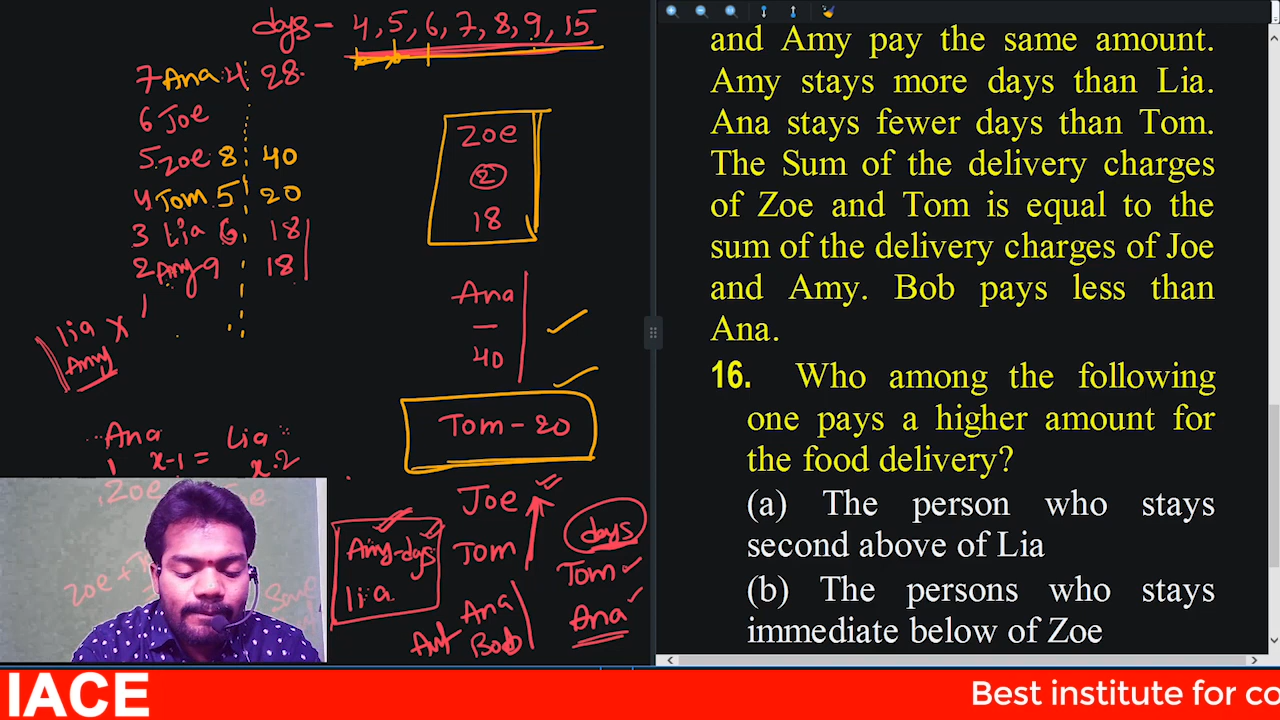 days - 4, 5, 6, 7, 8, 9, 15
7 Ana 4 28
6 Joe
5 Zoe 8 40
4 Tom 5 20
3 Lia 6 18
2 Amy 9 18
1
lia x
Amy
Zoe
2
18
Ana
40
Tom - 20
Ana Lia
1 x-1 = x.2
Zoe
Joe
Tom
Ana
Amt Bob
Amy-days
lia
days
Tom
Ana
and Amy pay the same amount.
Amy stays more days than Lia.
Ana stays fewer days than Tom.
The Sum of the delivery charges
of Zoe and Tom is equal to the
sum of the delivery charges of Joe
and Amy. Bob pays less than
Ana.
16. Who among the following
one pays a higher amount for
the food delivery?
(a) The person who stays
second above of Lia
(b) The persons who stays
immediate below of Zoe
IACE
Best institute for co